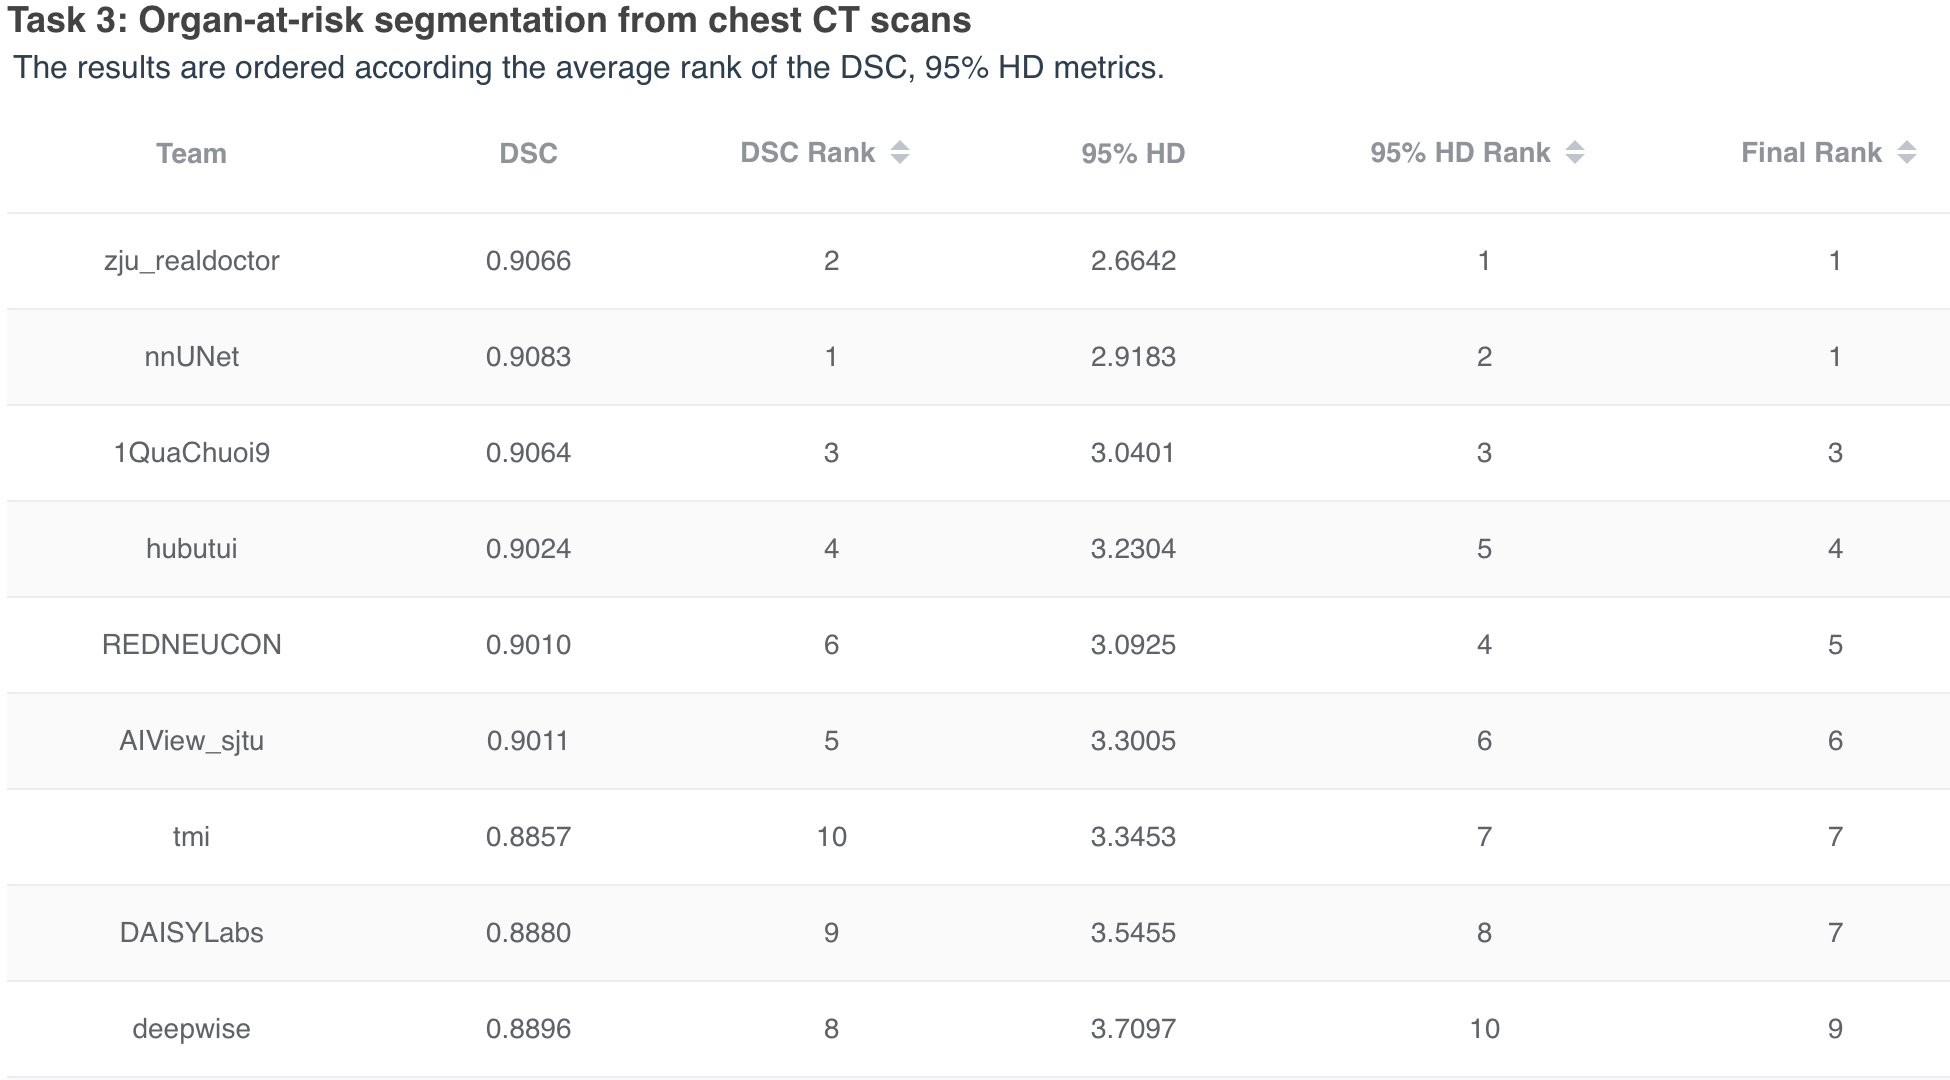 Task 3: Organ-at-risk segmentation from chest CT scans
The results are ordered according the average rank of the DSC, 95% HD metrics.
Team DSC DSC Rank 95% HD 95% HD Rank Final Rank
zju_realdoctor 0.9066 2 2.6642 1 1
nnUNet 0.9083 1 2.9183 2 1
1QuaChuoi9 0.9064 3 3.0401 3 3
hubutui 0.9024 4 3.2304 5 4
REDNEUCON 0.9010 6 3.0925 4 5
AIView_sjtu 0.9011 5 3.3005 6 6
tmi 0.8857 10 3.3453 7 7
DAISYLabs 0.8880 9 3.5455 8 7
deepwise 0.8896 8 3.7097 10 9